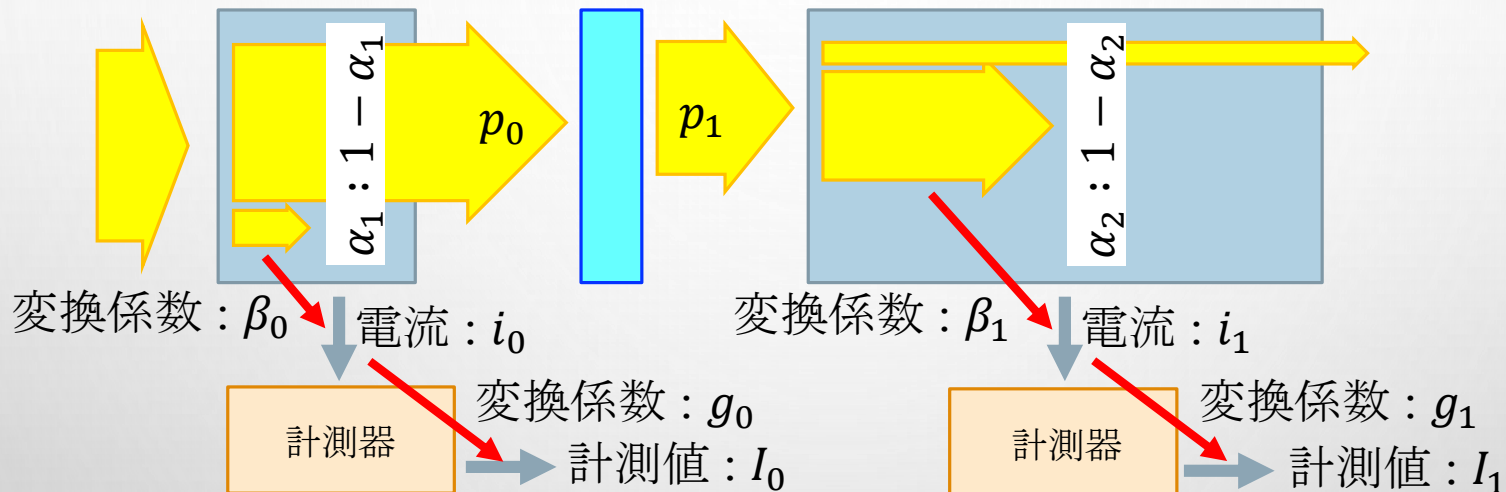 α₁ : 1 − α₁
p₀
p₁
α₂ : 1 − α₂
変換係数 : β₀
電流 : i₀
変換係数 : β₁
電流 : i₁
変換係数 : g₀
変換係数 : g₁
計測器
計測値 : I₀
計測器
計測値 : I₁